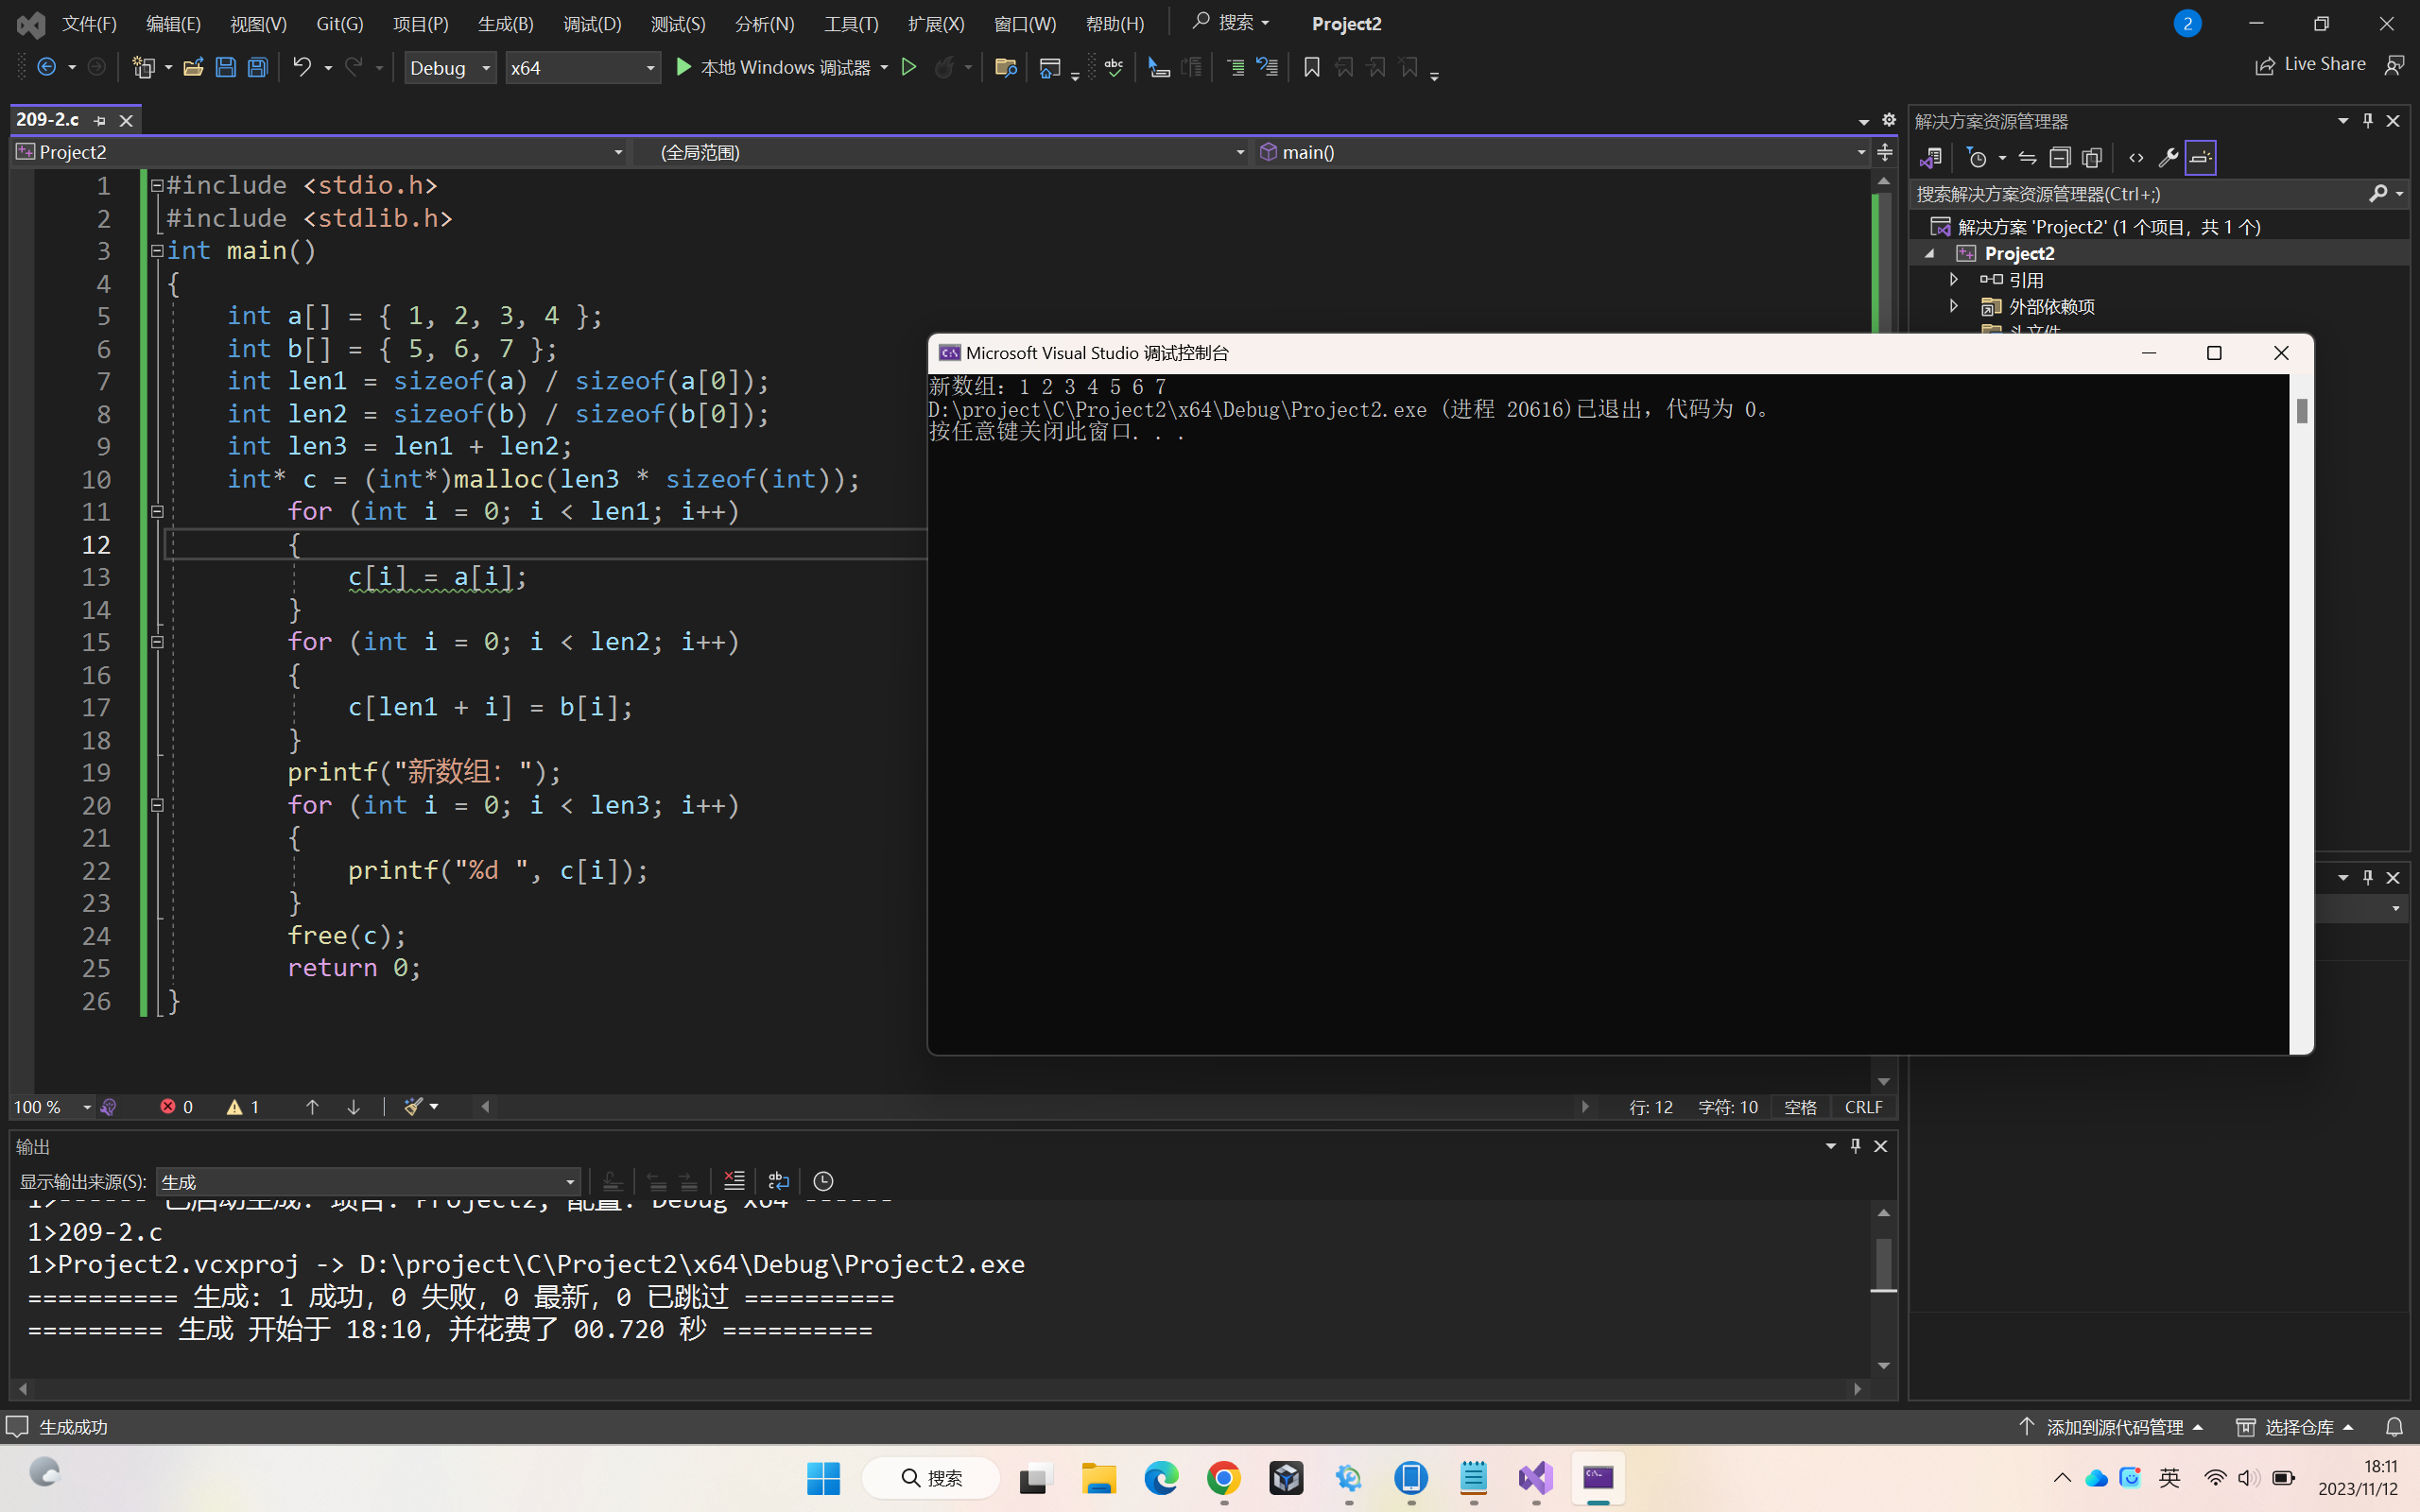 文件(F) 编辑(E) 视图(V) Git(G) 项目(P) 生成(B) 调试(D) 测试(S) 分析(N) 工具(T) 扩展(X) 窗口(W) 帮助(H) 搜索 Project2 2
Debug x64 本地 Windows 调试器 abc Live Share
209-2.c
Project2 (全局范围) main()
1 #include <stdio.h>
2 #include <stdlib.h>
3 int main()
4 {
5 int a[] = { 1, 2, 3, 4 };
6 int b[] = { 5, 6, 7 };
7 int len1 = sizeof(a) / sizeof(a[0]);
8 int len2 = sizeof(b) / sizeof(b[0]);
9 int len3 = len1 + len2;
10 int* c = (int*)malloc(len3 * sizeof(int));
11 for (int i = 0; i < len1; i++)
12 {
13 c[i] = a[i];
14 }
15 for (int i = 0; i < len2; i++)
16 {
17 c[len1 + i] = b[i];
18 }
19 printf("新数组：");
20 for (int i = 0; i < len3; i++)
21 {
22 printf("%d ", c[i]);
23 }
24 free(c);
25 return 0;
26 }
100 % 0 1 行: 12 字符: 10 空格 CRLF
Microsoft Visual Studio 调试控制台
新数组：1 2 3 4 5 6 7
D:\project\C\Project2\x64\Debug\Project2.exe (进程 20616)已退出，代码为 0。
按任意键关闭此窗口. . .
解决方案资源管理器
搜索解决方案资源管理器(Ctrl+;)
解决方案 'Project2' (1 个项目，共 1 个)
Project2
引用
外部依赖项
头文件
输出
显示输出来源(S): 生成
1>------ 已启动生成: 项目: Project2, 配置: Debug x64 ------
1>209-2.c
1>Project2.vcxproj -> D:\project\C\Project2\x64\Debug\Project2.exe
========== 生成: 1 成功，0 失败，0 最新，0 已跳过 ==========
========= 生成 开始于 18:10，并花费了 00.720 秒 ==========
生成成功 添加到源代码管理 选择仓库
搜索 英 18:11
2023/11/12